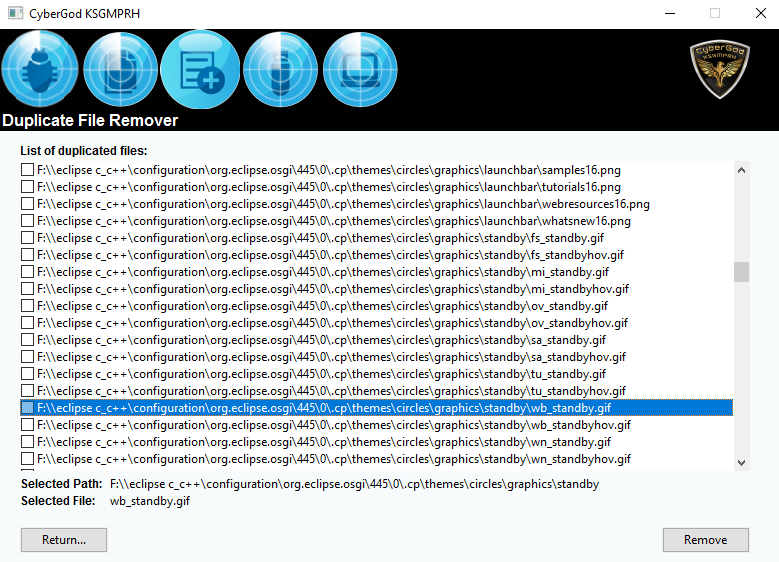 CyberGod KSGMPRH
CyberGod
KSGMPRH
Duplicate File Remover
List of duplicated files:
F:\\eclipse c_c++\configuration\org.eclipse.osgi\445\0\.cp\themes\circles\graphics\launchbar\samples16.png
F:\\eclipse c_c++\configuration\org.eclipse.osgi\445\0\.cp\themes\circles\graphics\launchbar\tutorials16.png
F:\\eclipse c_c++\configuration\org.eclipse.osgi\445\0\.cp\themes\circles\graphics\launchbar\webresources16.png
F:\\eclipse c_c++\configuration\org.eclipse.osgi\445\0\.cp\themes\circles\graphics\launchbar\whatsnew16.png
F:\\eclipse c_c++\configuration\org.eclipse.osgi\445\0\.cp\themes\circles\graphics\standby\fs_standby.gif
F:\\eclipse c_c++\configuration\org.eclipse.osgi\445\0\.cp\themes\circles\graphics\standby\fs_standbyhov.gif
F:\\eclipse c_c++\configuration\org.eclipse.osgi\445\0\.cp\themes\circles\graphics\standby\mi_standby.gif
F:\\eclipse c_c++\configuration\org.eclipse.osgi\445\0\.cp\themes\circles\graphics\standby\mi_standbyhov.gif
F:\\eclipse c_c++\configuration\org.eclipse.osgi\445\0\.cp\themes\circles\graphics\standby\ov_standby.gif
F:\\eclipse c_c++\configuration\org.eclipse.osgi\445\0\.cp\themes\circles\graphics\standby\ov_standbyhov.gif
F:\\eclipse c_c++\configuration\org.eclipse.osgi\445\0\.cp\themes\circles\graphics\standby\sa_standby.gif
F:\\eclipse c_c++\configuration\org.eclipse.osgi\445\0\.cp\themes\circles\graphics\standby\sa_standbyhov.gif
F:\\eclipse c_c++\configuration\org.eclipse.osgi\445\0\.cp\themes\circles\graphics\standby\tu_standby.gif
F:\\eclipse c_c++\configuration\org.eclipse.osgi\445\0\.cp\themes\circles\graphics\standby\tu_standbyhov.gif
F:\\eclipse c_c++\configuration\org.eclipse.osgi\445\0\.cp\themes\circles\graphics\standby\wb_standby.gif
F:\\eclipse c_c++\configuration\org.eclipse.osgi\445\0\.cp\themes\circles\graphics\standby\wb_standbyhov.gif
F:\\eclipse c_c++\configuration\org.eclipse.osgi\445\0\.cp\themes\circles\graphics\standby\wn_standby.gif
F:\\eclipse c_c++\configuration\org.eclipse.osgi\445\0\.cp\themes\circles\graphics\standby\wn_standbyhov.gif
Selected Path: F:\\eclipse c_c++\configuration\org.eclipse.osgi\445\0\.cp\themes\circles\graphics\standby
Selected File: wb_standby.gif
Return... Remove